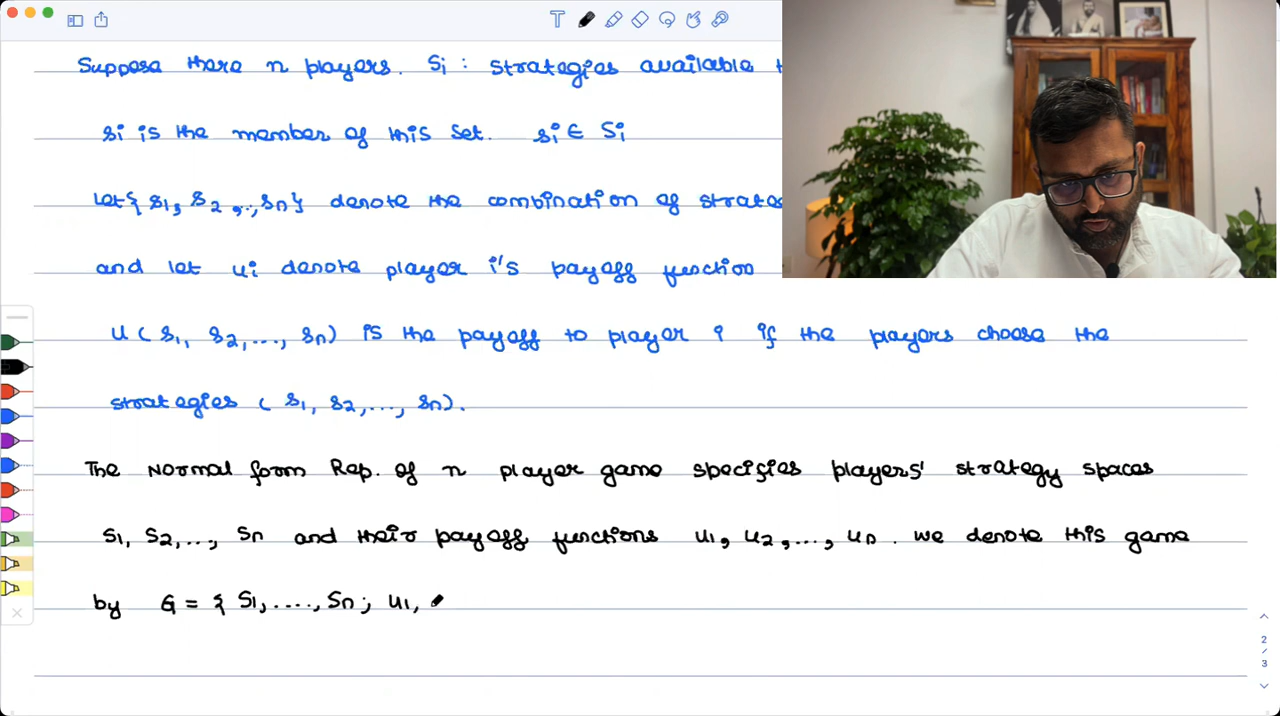 Suppose there n players. Si : strategies available
si is the member of this set. si ∈ Si
Let {s1, s2,..,sn} denote the combination of
and let ui denote player i's payoff function
u(s1, s2,..., sn) is the payoff to player i if the players choose the
strategies (s1, s2,..., sn).
The Normal form Rep. of n player game specifies players' strategy spaces
S1, S2,..., Sn and their payoff functions u1, u2,..., un. we denote this game
by G = { S1,...., Sn; u1,
2
/
3